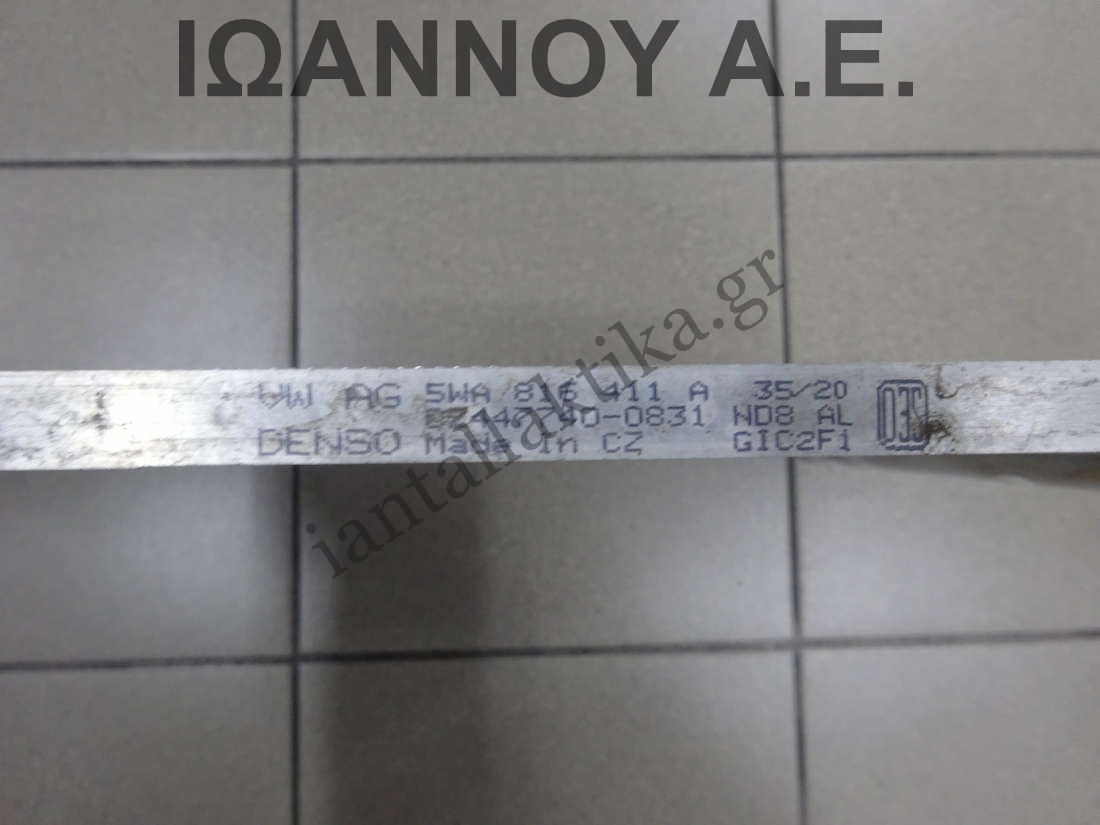 ΙΩΑΝΝΟΥ Α.Ε.
iantallaktika.gr
VW AG 5WA 816 411 A 35/20
0831 ND8 AL
DENSO Made in CZ GIC2F1